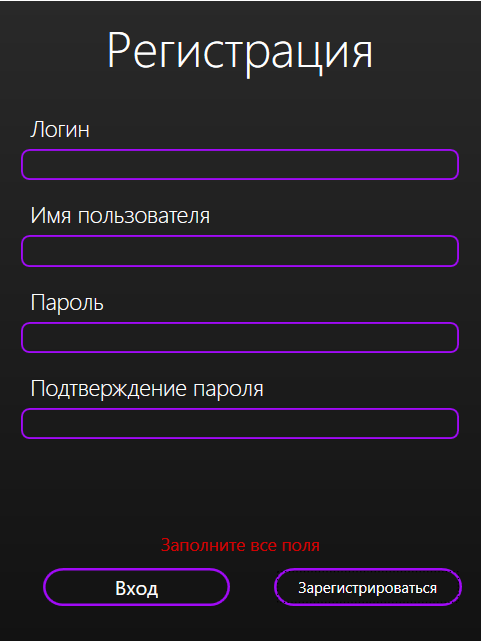 Регистрация
Логин
Имя пользователя
Пароль
Подтверждение пароля
Заполните все поля
Вход
Зарегистрироваться